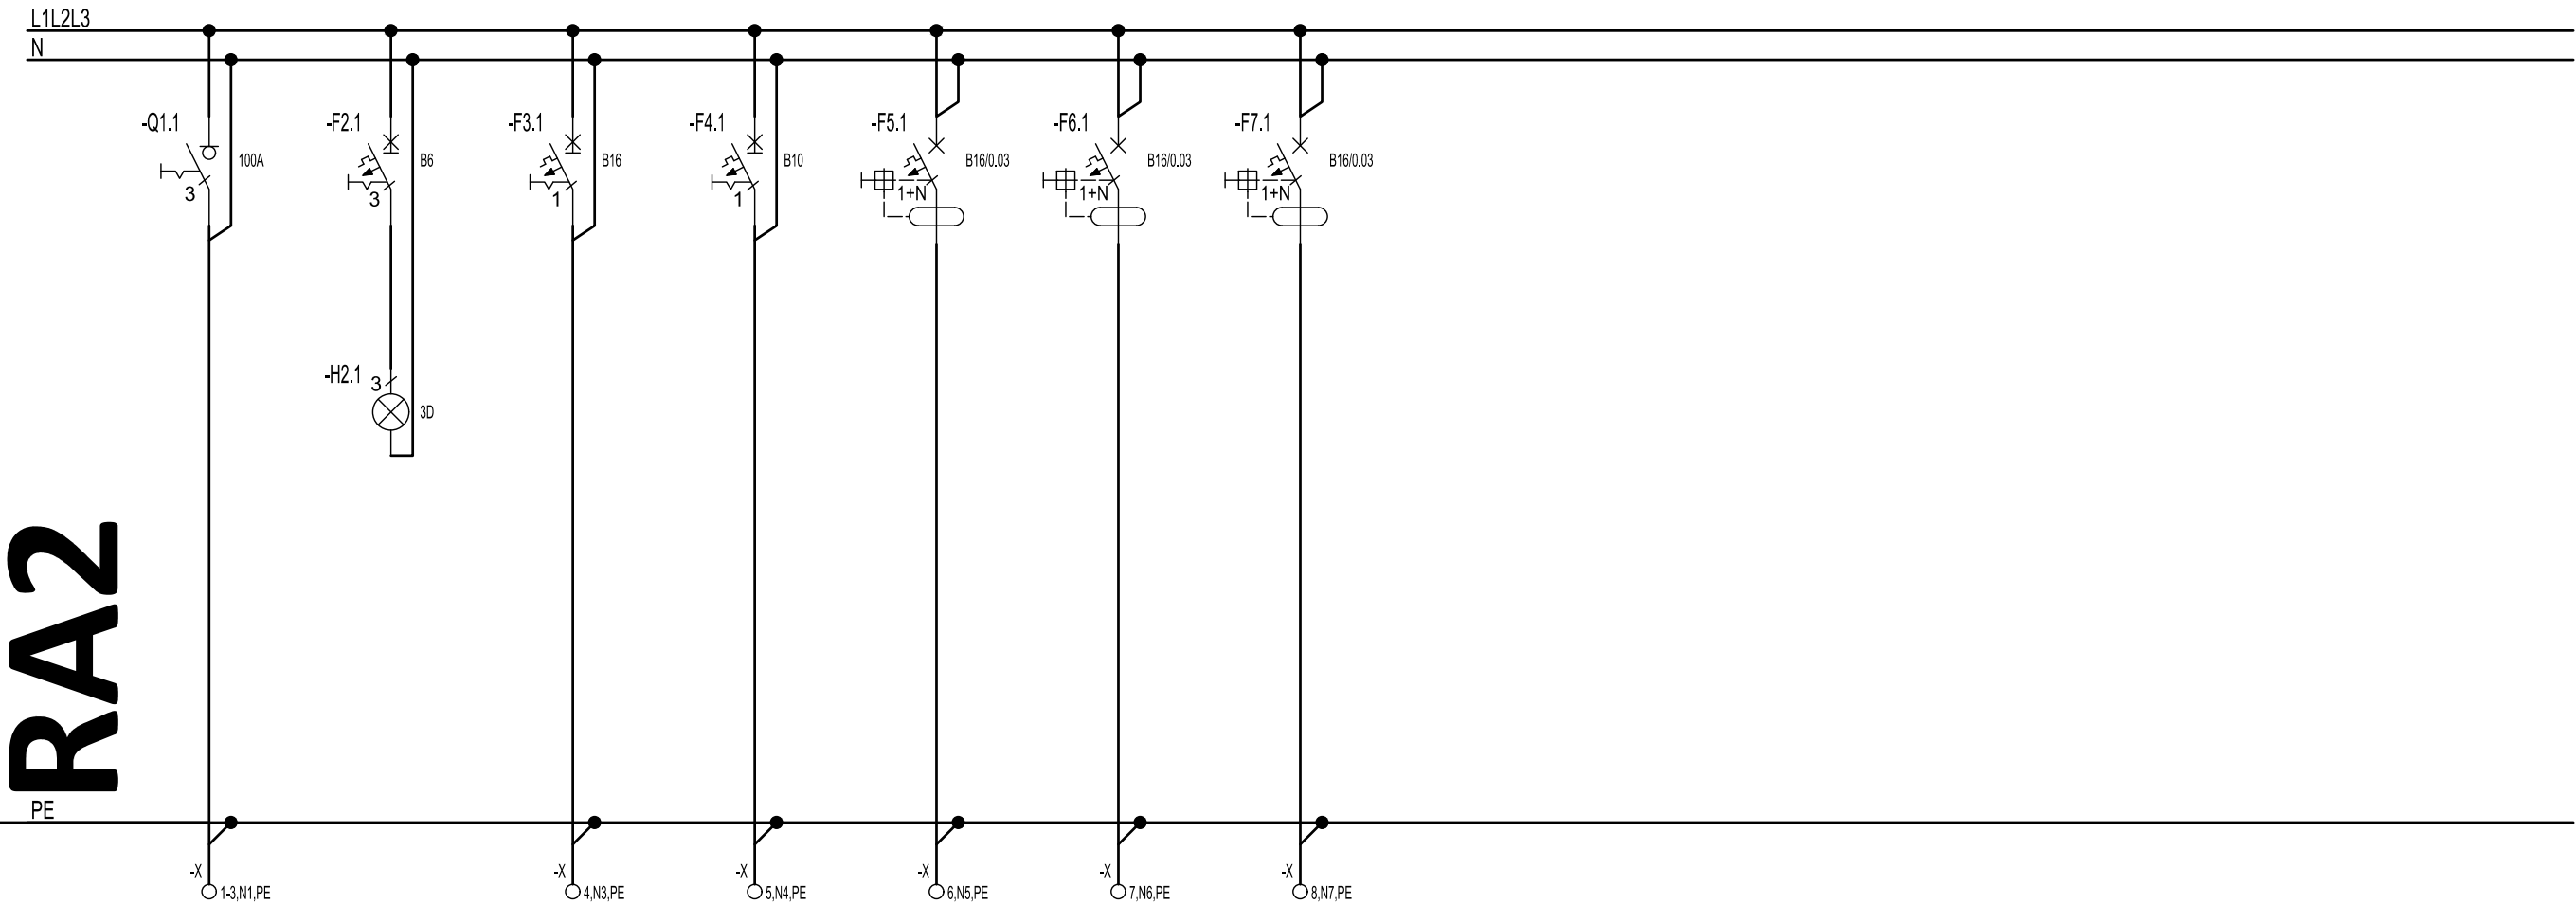 L1L2L3
N
-Q1.1
100A
3
-F2.1
B6
3
-F3.1
B16
1
-F4.1
B10
1
-F5.1
B16/0.03
1+N
-F6.1
B16/0.03
1+N
-F7.1
B16/0.03
1+N
-H2.1
3
3D
RA2
PE
-X
1-3,N1,PE
-X
4,N3,PE
-X
5,N4,PE
-X
6,N5,PE
-X
7,N6,PE
-X
8,N7,PE